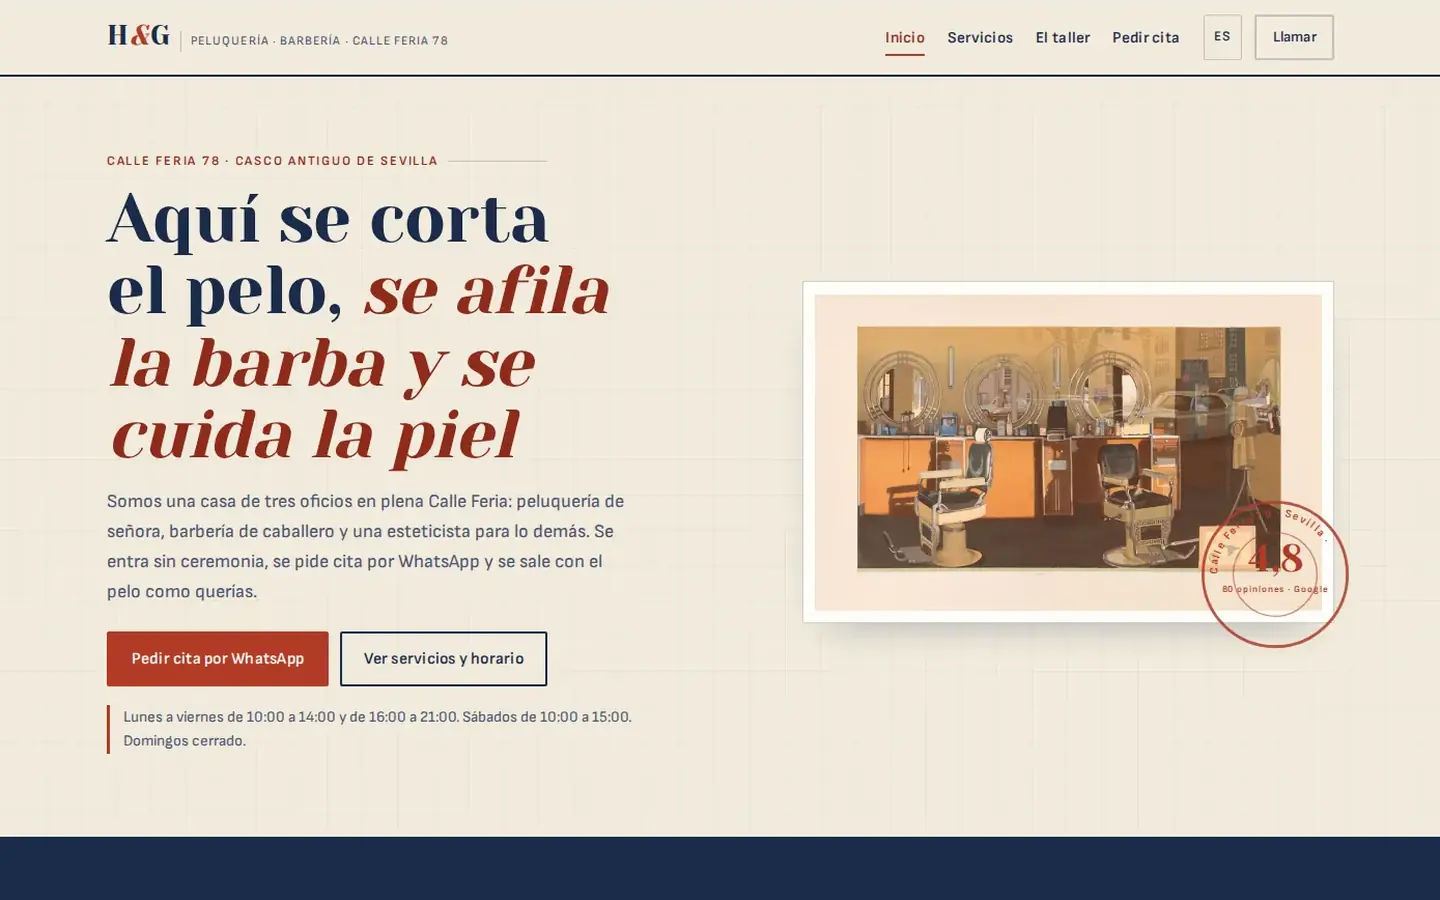 H&G
PELUQUERÍA · BARBERÍA · CALLE FERIA 78
Inicio
Servicios
El taller
Pedir cita
ES
Llamar
CALLE FERIA 78 · CASCO ANTIGUO DE SEVILLA
Aquí se corta
el pelo, se afila
la barba y se
cuida la piel
Somos una casa de tres oficios en plena Calle Feria: peluquería de
señora, barbería de caballero y una esteticista para lo demás. Se
entra sin ceremonia, se pide cita por WhatsApp y se sale con el
pelo como querías.
Pedir cita por WhatsApp
Ver servicios y horario
Lunes a viernes de 10:00 a 14:00 y de 16:00 a 21:00. Sábados de 10:00 a 15:00.
Domingos cerrado.
Calle
Sevilla ·
4,8
80 opiniones · Google